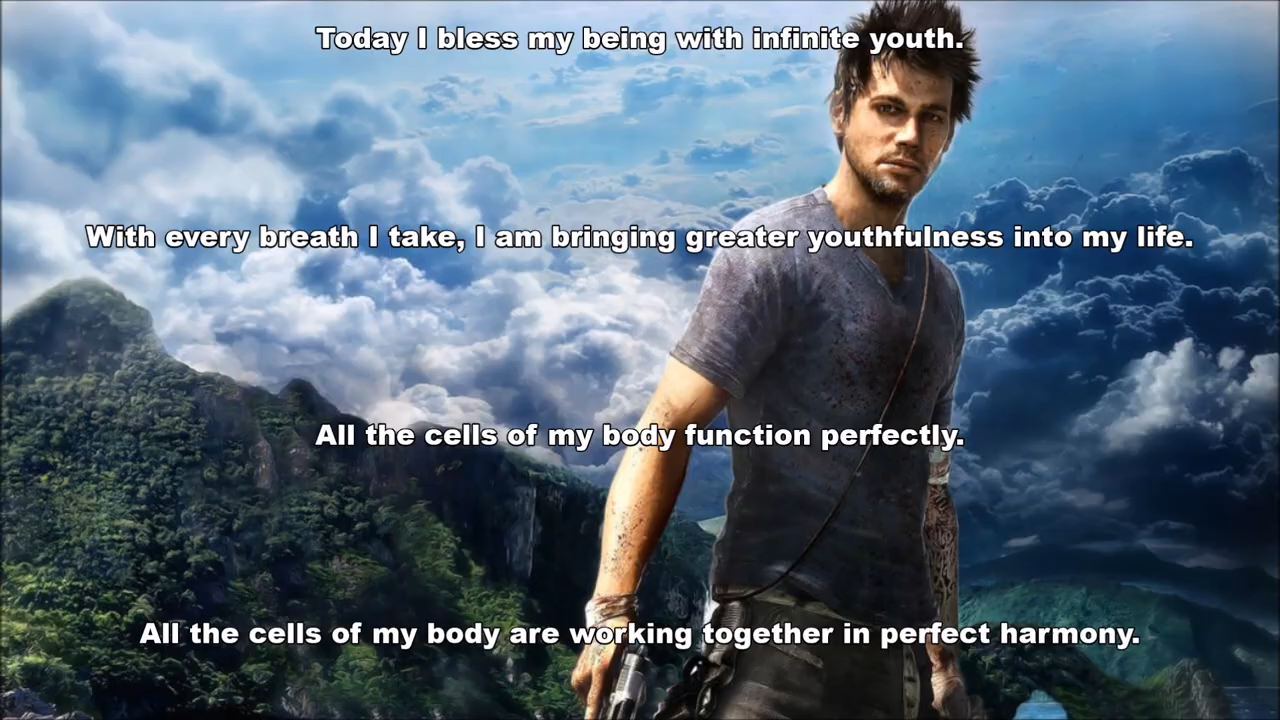 Today I bless my being with infinite youth.
With every breath I take, I am bringing greater youthfulness into my life.
All the cells of my body function perfectly.
All the cells of my body are working together in perfect harmony.